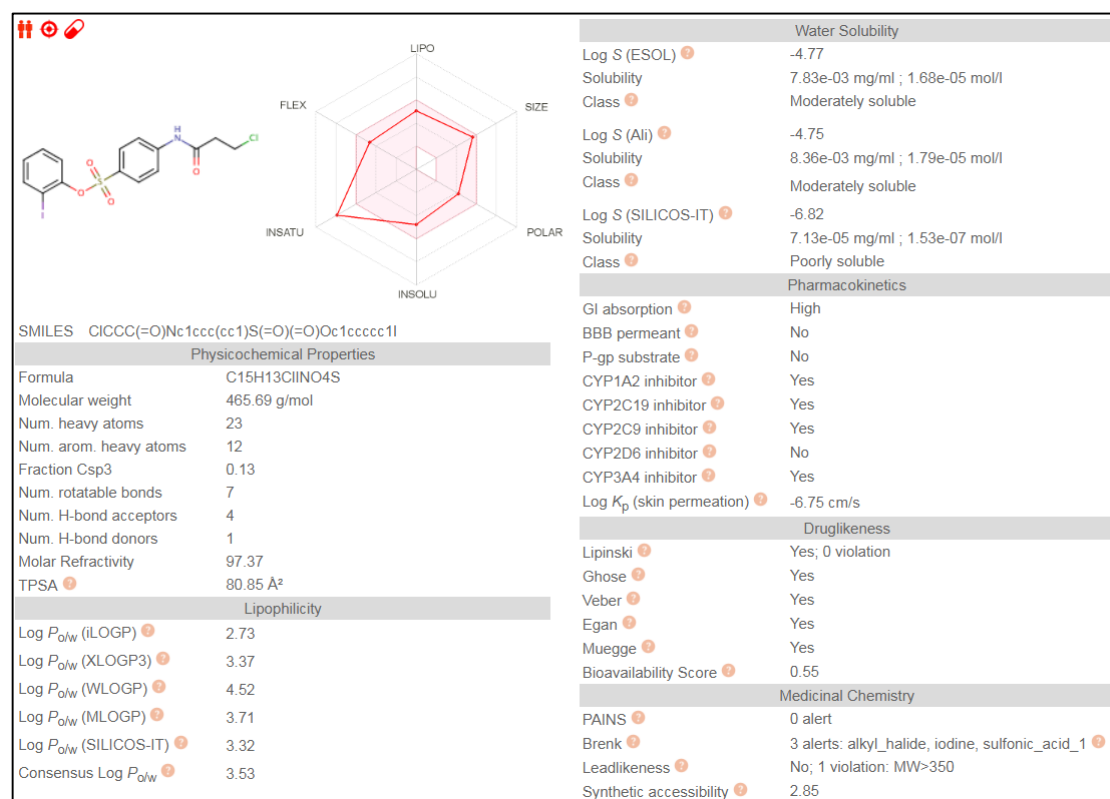 LIPO
FLEX
SIZE
INSATU
POLAR
INSOLU
H
N
Cl
O
O
S
O
O
I
SMILES ClCCC(=O)Nc1ccc(cc1)S(=O)(=O)Oc1ccccc1I
Physicochemical Properties
Formula C15H13ClINO4S
Molecular weight 465.69 g/mol
Num. heavy atoms 23
Num. arom. heavy atoms 12
Fraction Csp3 0.13
Num. rotatable bonds 7
Num. H-bond acceptors 4
Num. H-bond donors 1
Molar Refractivity 97.37
TPSA ? 80.85 Å²
Lipophilicity
Log Po/w (iLOGP) ? 2.73
Log Po/w (XLOGP3) ? 3.37
Log Po/w (WLOGP) ? 4.52
Log Po/w (MLOGP) ? 3.71
Log Po/w (SILICOS-IT) ? 3.32
Consensus Log Po/w ? 3.53
Water Solubility
Log S (ESOL) ? -4.77
Solubility 7.83e-03 mg/ml ; 1.68e-05 mol/l
Class ? Moderately soluble
Log S (Ali) ? -4.75
Solubility 8.36e-03 mg/ml ; 1.79e-05 mol/l
Class ? Moderately soluble
Log S (SILICOS-IT) ? -6.82
Solubility 7.13e-05 mg/ml ; 1.53e-07 mol/l
Class ? Poorly soluble
Pharmacokinetics
GI absorption ? High
BBB permeant ? No
P-gp substrate ? No
CYP1A2 inhibitor ? Yes
CYP2C19 inhibitor ? Yes
CYP2C9 inhibitor ? Yes
CYP2D6 inhibitor ? No
CYP3A4 inhibitor ? Yes
Log Kp (skin permeation) ? -6.75 cm/s
Druglikeness
Lipinski ? Yes; 0 violation
Ghose ? Yes
Veber ? Yes
Egan ? Yes
Muegge ? Yes
Bioavailability Score ? 0.55
Medicinal Chemistry
PAINS ? 0 alert
Brenk ? 3 alerts: alkyl_halide, iodine, sulfonic_acid_1 ?
Leadlikeness ? No; 1 violation: MW>350
Synthetic accessibility ? 2.85